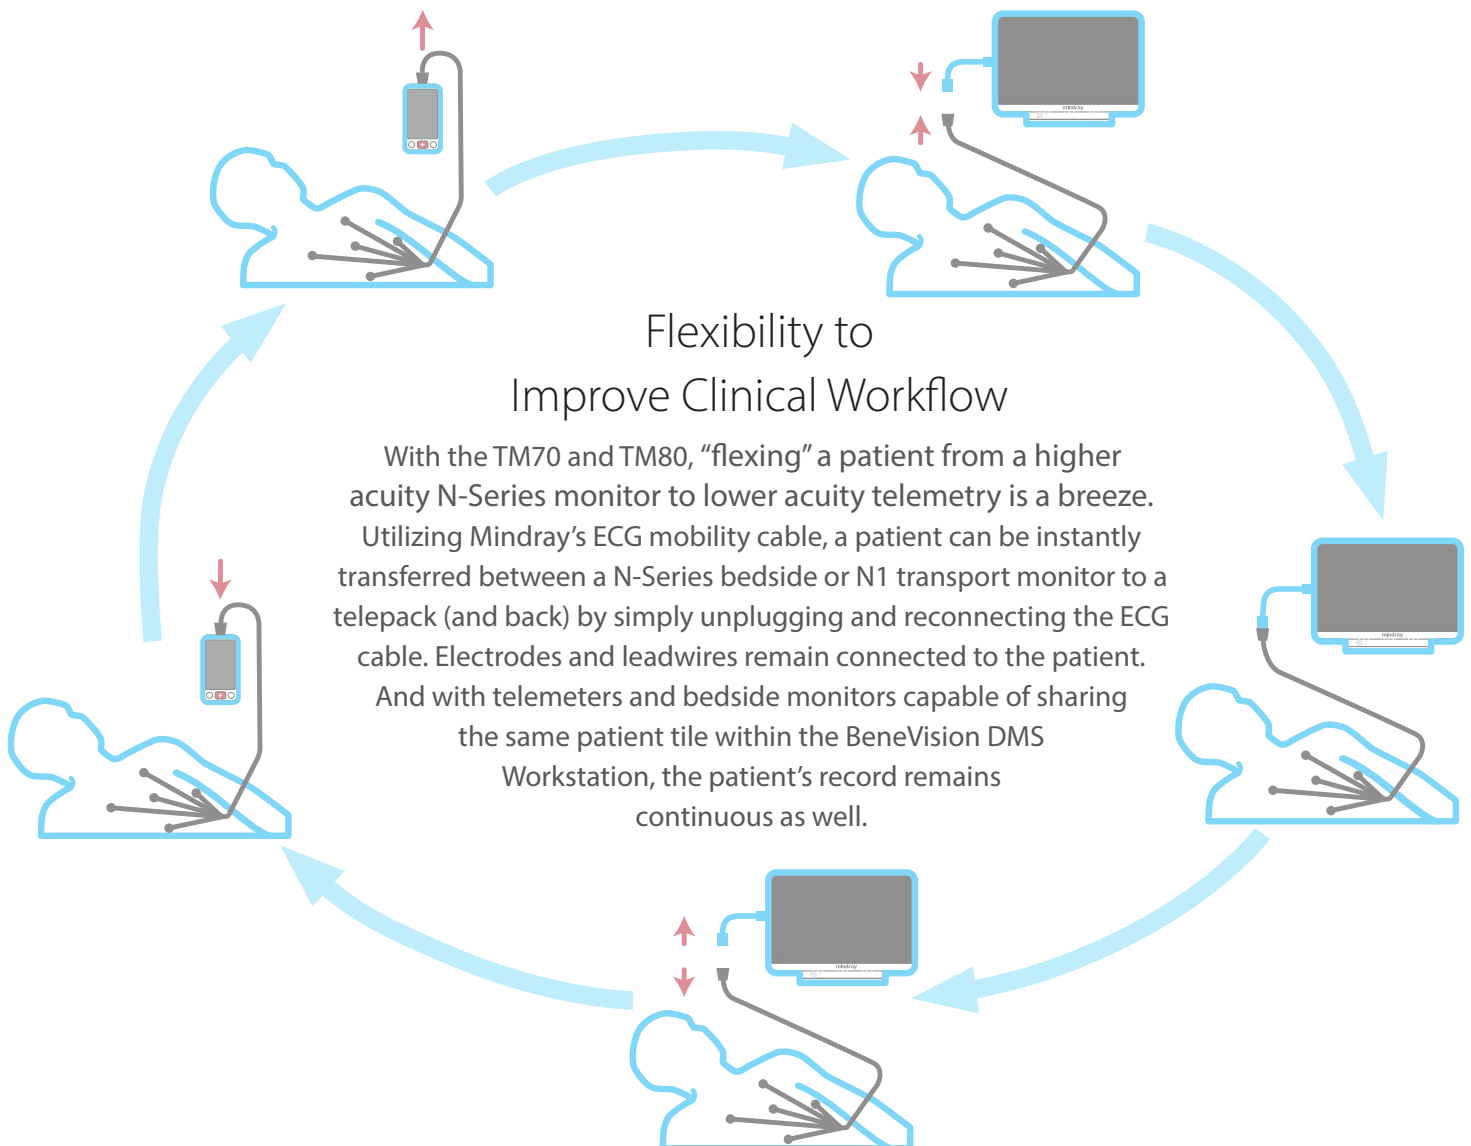 mindray
Flexibility to
Improve Clinical Workflow
With the TM70 and TM80, “flexing” a patient from a higher
acuity N-Series monitor to lower acuity telemetry is a breeze.
Utilizing Mindray’s ECG mobility cable, a patient can be instantly
transferred between a N-Series bedside or N1 transport monitor to a
telepack (and back) by simply unplugging and reconnecting the ECG
cable. Electrodes and leadwires remain connected to the patient.
And with telemeters and bedside monitors capable of sharing
the same patient tile within the BeneVision DMS
Workstation, the patient’s record remains
continuous as well.
mindray
mindray